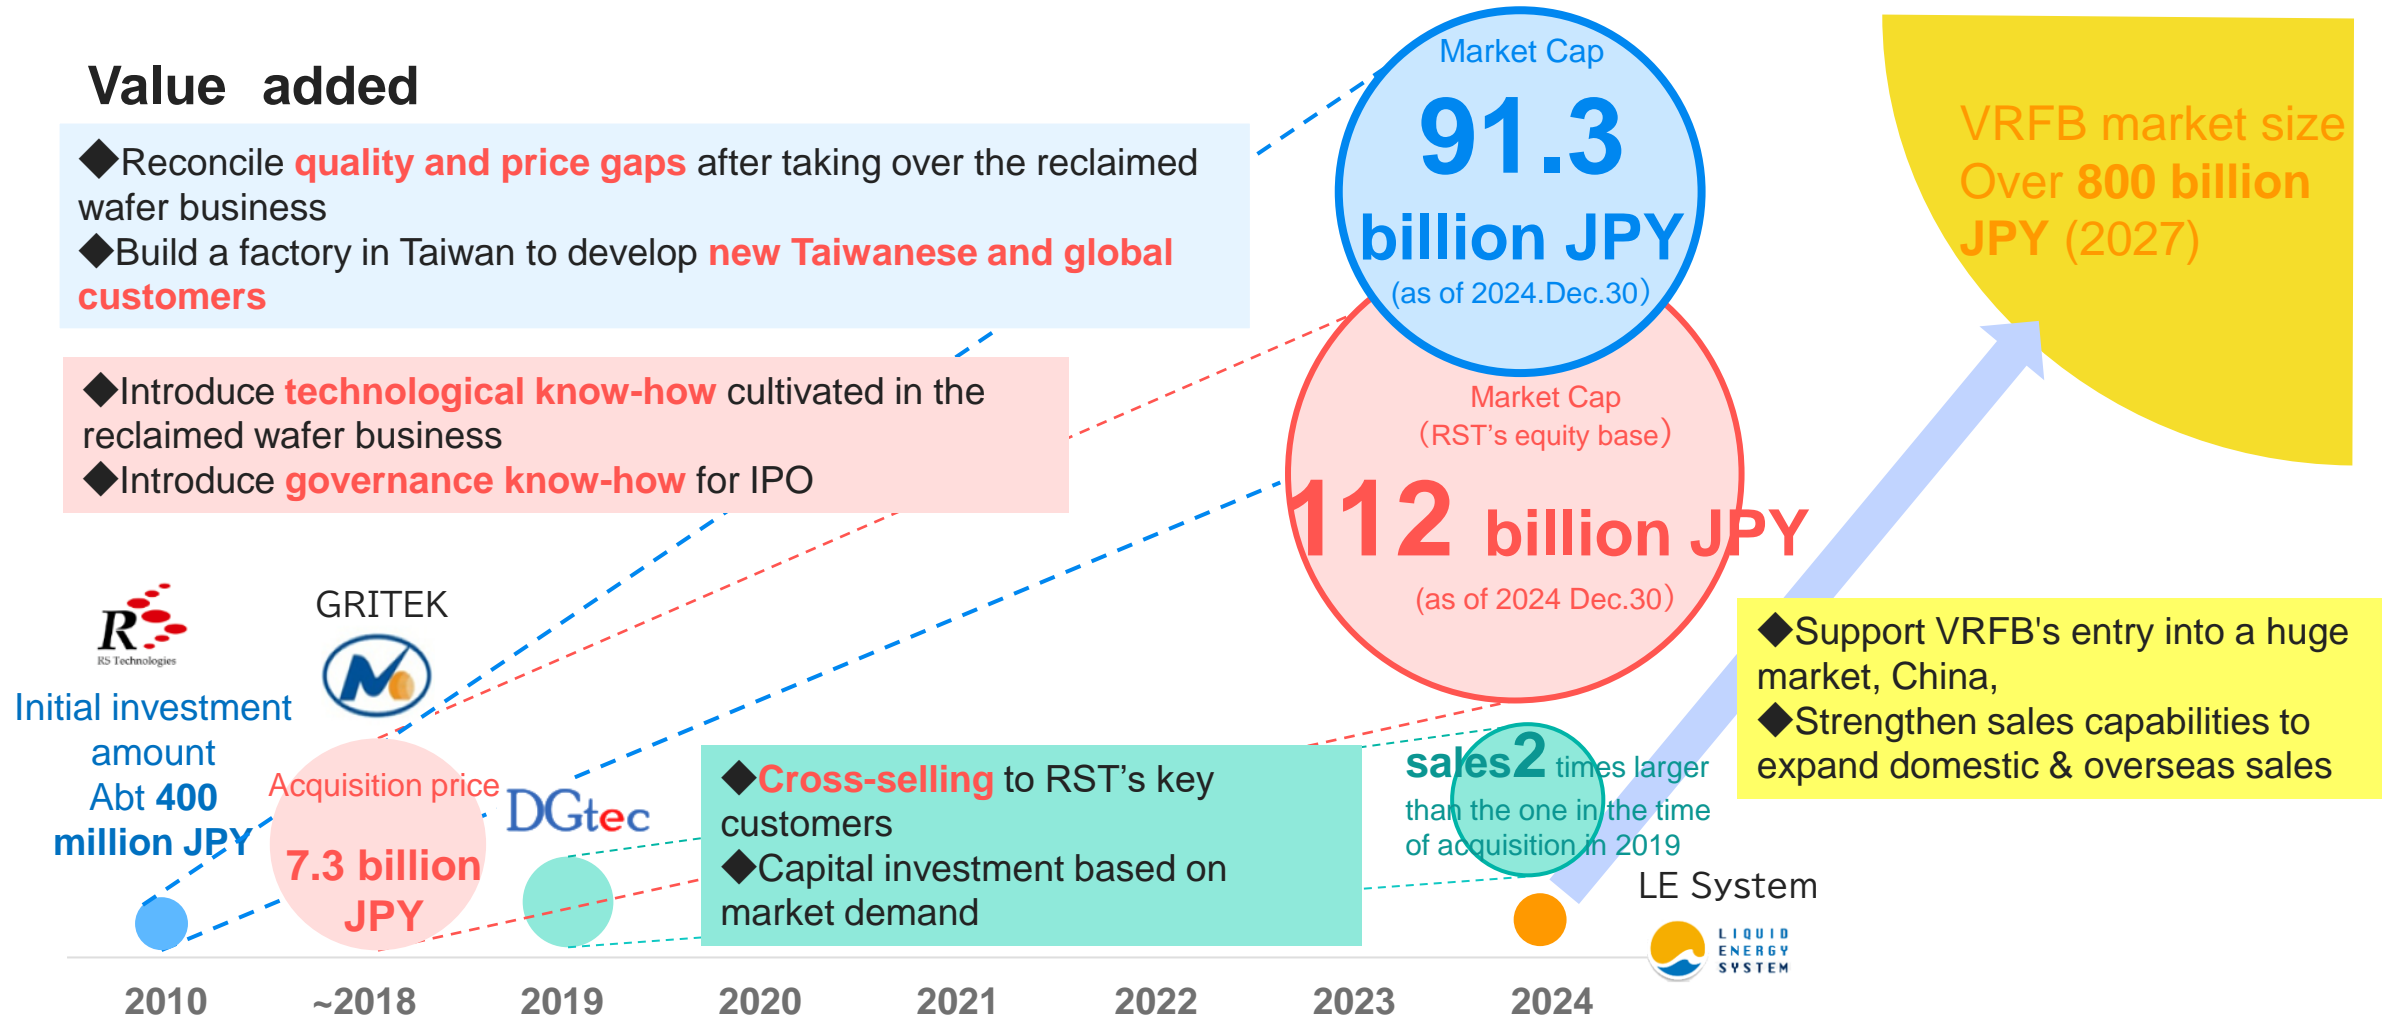 Value added
◆Reconcile quality and price gaps after taking over the reclaimed
wafer business
◆Build a factory in Taiwan to develop new Taiwanese and global
customers
◆Introduce technological know-how cultivated in the
reclaimed wafer business
◆Introduce governance know-how for IPO
Market Cap
91.3
billion JPY
(as of 2024.Dec.30）
Market Cap
（RST’s equity base）
112 billion JPY
(as of 2024 Dec.30）
VRFB market size
Over 800 billion
JPY (2027)
R
RS Technologies
Initial investment
amount
Abt 400
million JPY
GRITEK
Acquisition price
7.3 billion
JPY
DGtec
◆Cross-selling to RST’s key
customers
◆Capital investment based on
market demand
sales2 times larger
than the one in the time
of acquisition in 2019
◆Support VRFB's entry into a huge
market, China,
◆Strengthen sales capabilities to
expand domestic & overseas sales
LE System
LIQUID
ENERGY
SYSTEM
2010
~2018
2019
2020
2021
2022
2023
2024